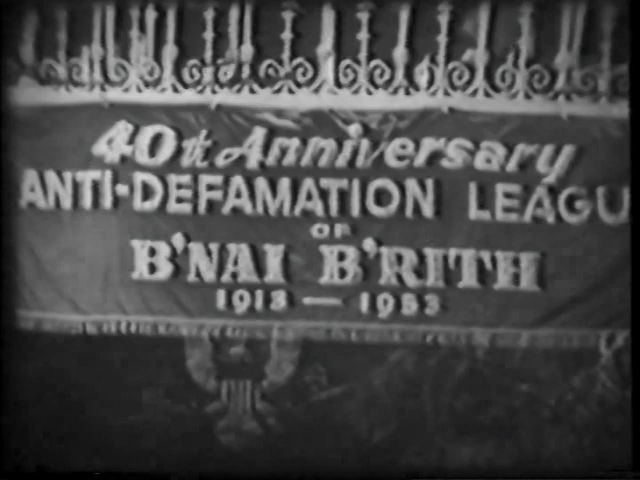 40th Anniversary
ANTI-DEFAMATION LEAGU
OF
B'NAI B'RITH
1913 — 1953